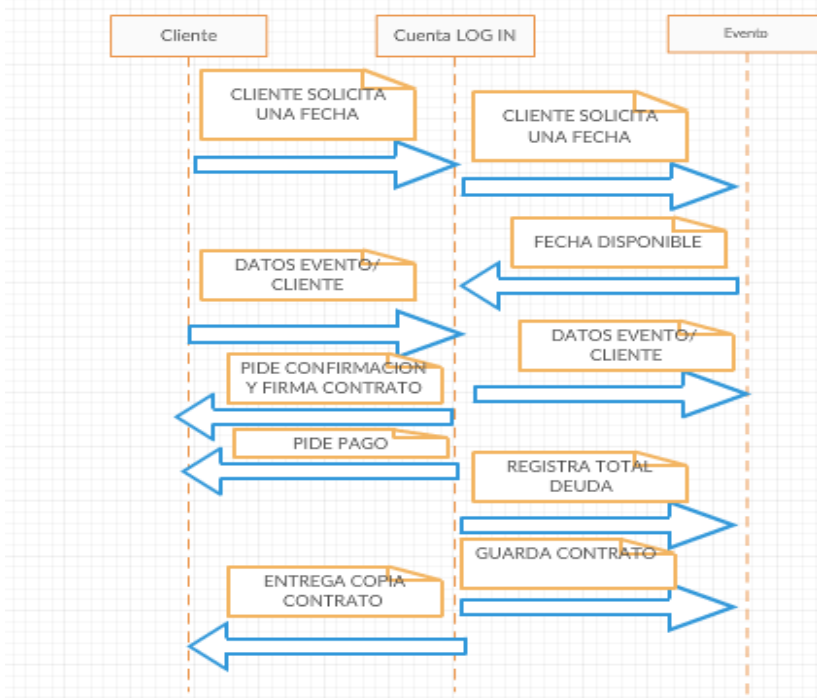 Cliente
Cuenta LOG IN
Evento
CLIENTE SOLICITA
UNA FECHA
CLIENTE SOLICITA
UNA FECHA
FECHA DISPONIBLE
DATOS EVENTO/
CLIENTE
DATOS EVENTO/
CLIENTE
PIDE CONFIRMACION
Y FIRMA CONTRATO
PIDE PAGO
REGISTRA TOTAL
DEUDA
GUARDA CONTRATO
ENTREGA COPIA
CONTRATO